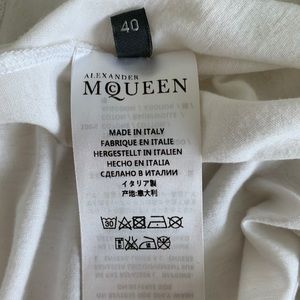 40
ALEXANDER
MCQUEEN
MADE IN ITALY
FABRIQUE EN ITALIE
HERGESTELLT IN ITALIEN
HECHO EN ITALIA
СДЕЛАНО В ИТАЛИИ
イタリア製
产地:意大利
30